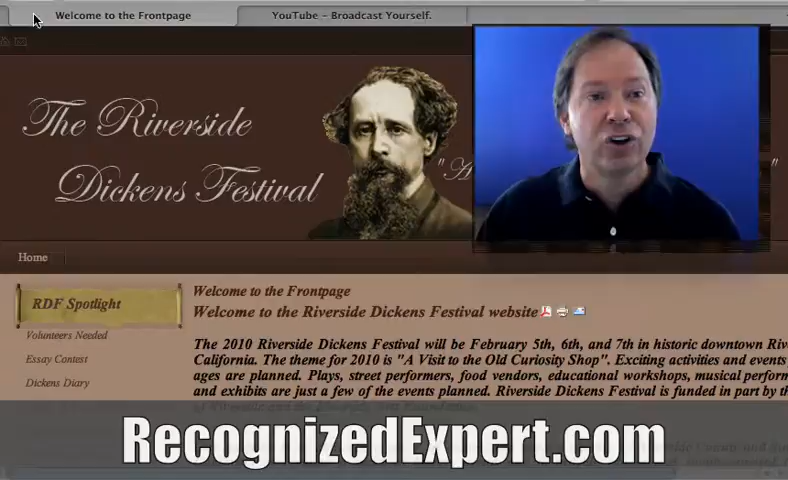 Welcome to the Frontpage
YouTube – Broadcast Yourself.
The Riverside
Dickens Festival
"A
"
Home
RDF Spotlight
Volunteers Needed
Essay Contest
Dickens Diary
Welcome to the Frontpage
Welcome to the Riverside Dickens Festival website
The 2010 Riverside Dickens Festival will be February 5th, 6th, and 7th in historic downtown Riv
California. The theme for 2010 is "A Visit to the Old Curiosity Shop". Exciting activities and events
ages are planned. Plays, street performers, food vendors, educational workshops, musical perform
and exhibits are just a few of the events planned. Riverside Dickens Festival is funded in part by th
RecognizedExpert.com